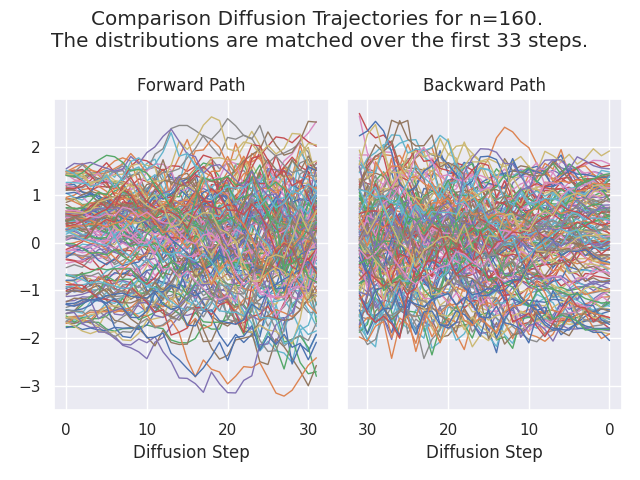 Comparison Diffusion Trajectories for n=160.
The distributions are matched over the first 33 steps.
Forward Path
Backward Path
2
1
0
−1
−2
−3
0 10 20 30
30 20 10 0
Diffusion Step
Diffusion Step